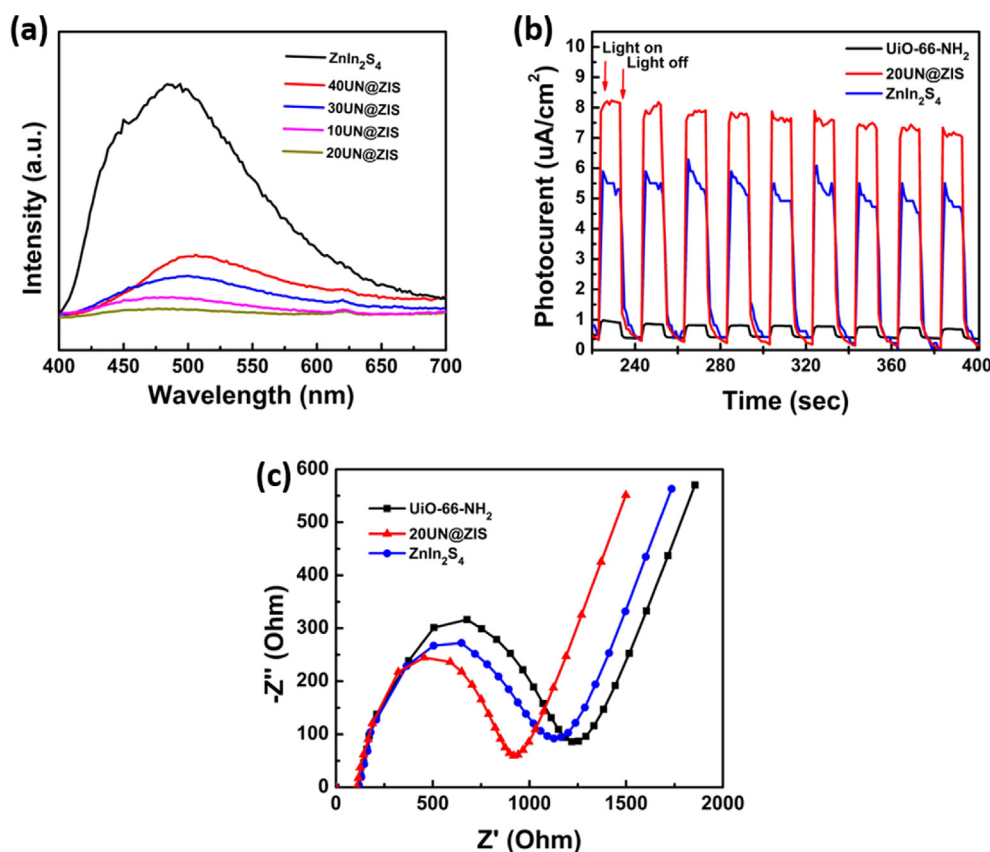 (a)
ZnIn₂S₄
40UN@ZIS
30UN@ZIS
10UN@ZIS
20UN@ZIS
Intensity (a.u.)
400 450 500 550 600 650 700
Wavelength (nm)
(b)
Light on
Light off
UiO-66-NH₂
20UN@ZIS
ZnIn₂S₄
Photocurent (uA/cm²)
10
9
8
7
6
5
4
3
2
1
0
240 280 320 360 400
Time (sec)
(c)
UiO-66-NH₂
20UN@ZIS
ZnIn₂S₄
-Z'' (Ohm)
600
500
400
300
200
100
0
0 500 1000 1500 2000
Z' (Ohm)